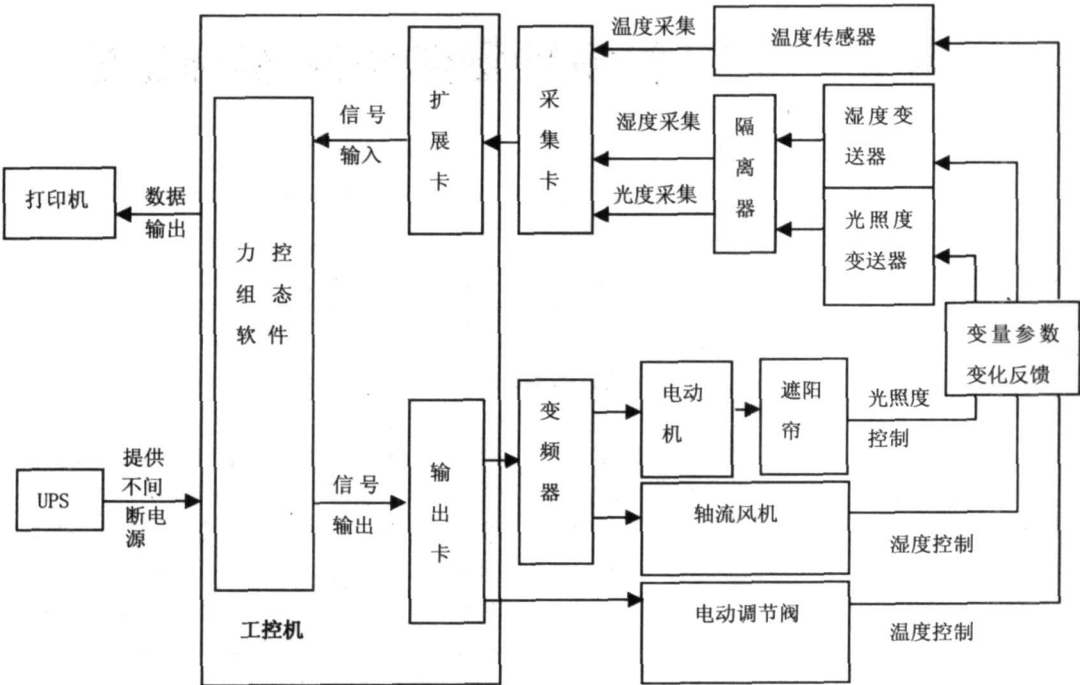 温度采集
温度传感器
扩
展
卡
采
集
卡
信号
输入
湿度采集
光度采集
隔
离
器
湿度变
送器
光照度
变送器
打印机
数据
输出
力控
组态
软件
变量参数
变化反馈
变
频
器
电动
机
遮阳
帘
光照度
控制
UPS
提供
不间
断电
源
信号
输出
输
出
卡
轴流风机
湿度控制
电动调节阀
温度控制
工控机